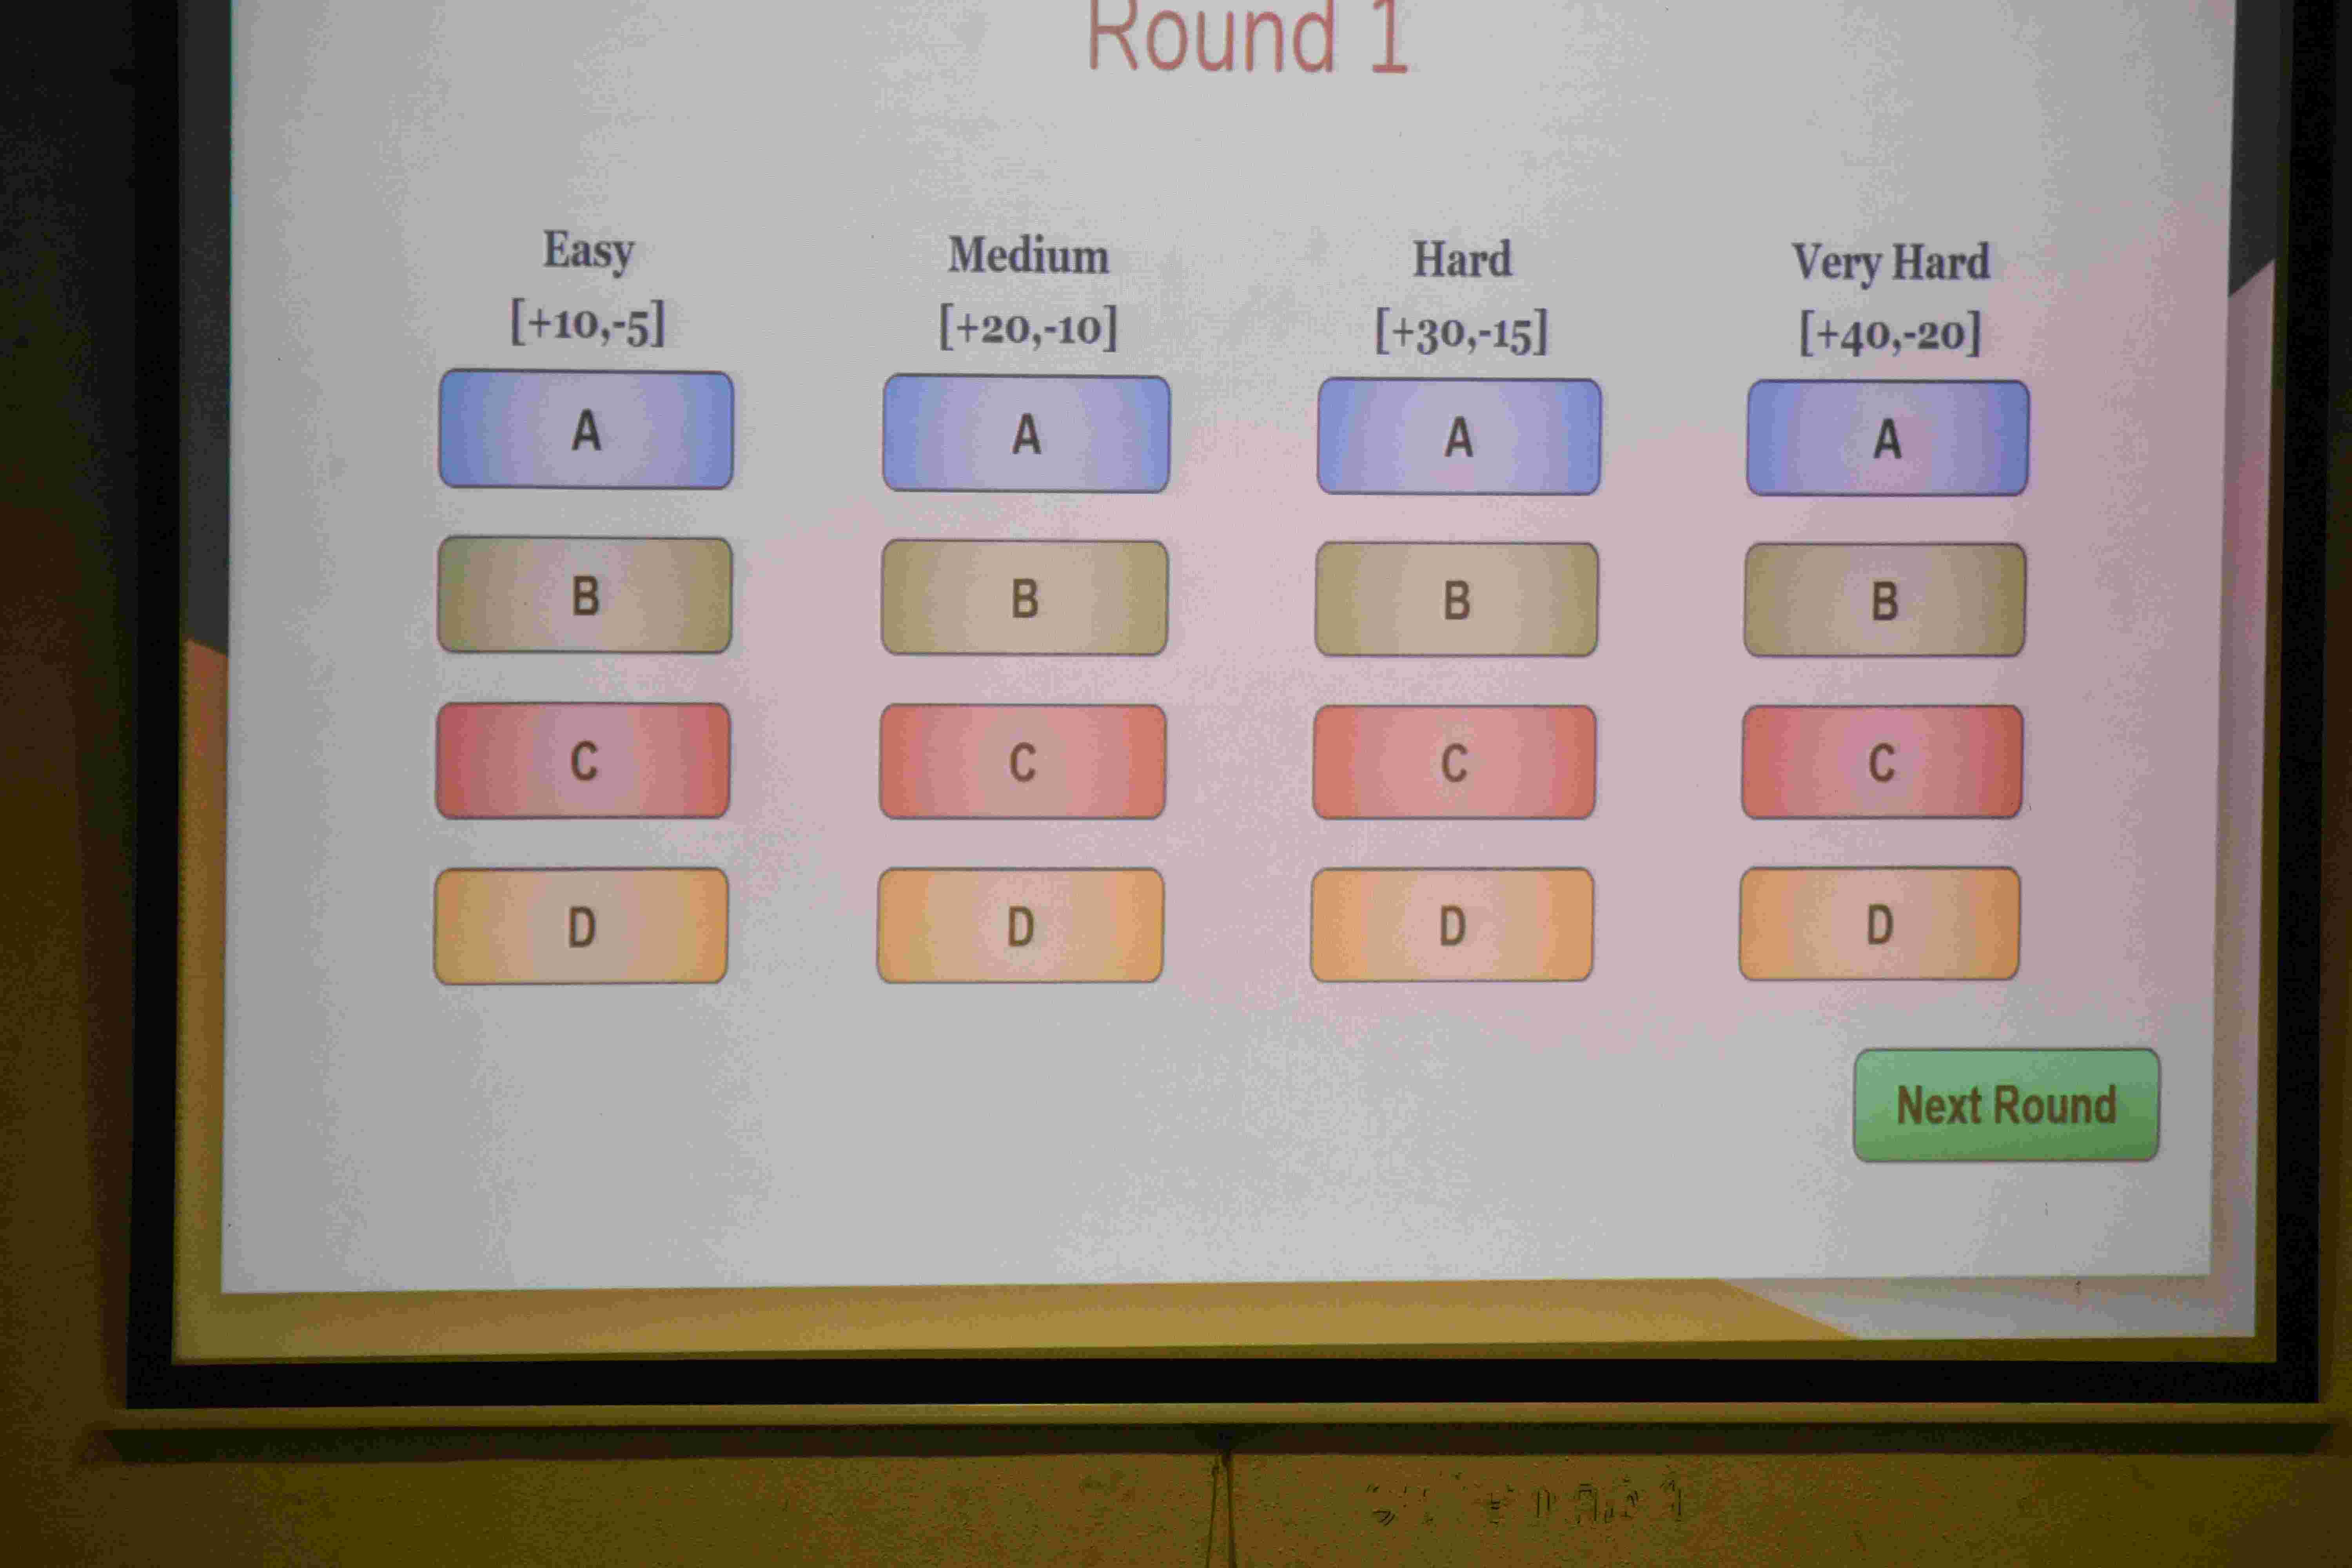 Round 1
Easy Medium Hard Very Hard
[+10,-5] [+20,-10] [+30,-15] [+40,-20]
A A A A
B B B B
C C C C
D D D D
Next Round